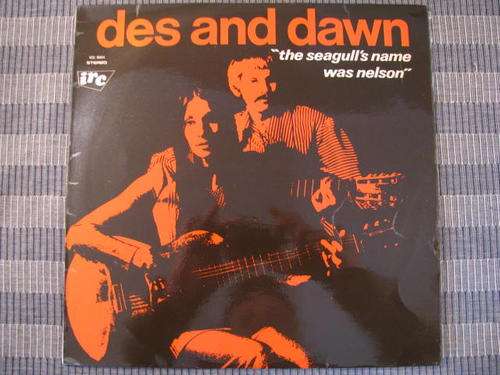 des and dawn
"the seagull's name
was nelson"
STEREO
irc